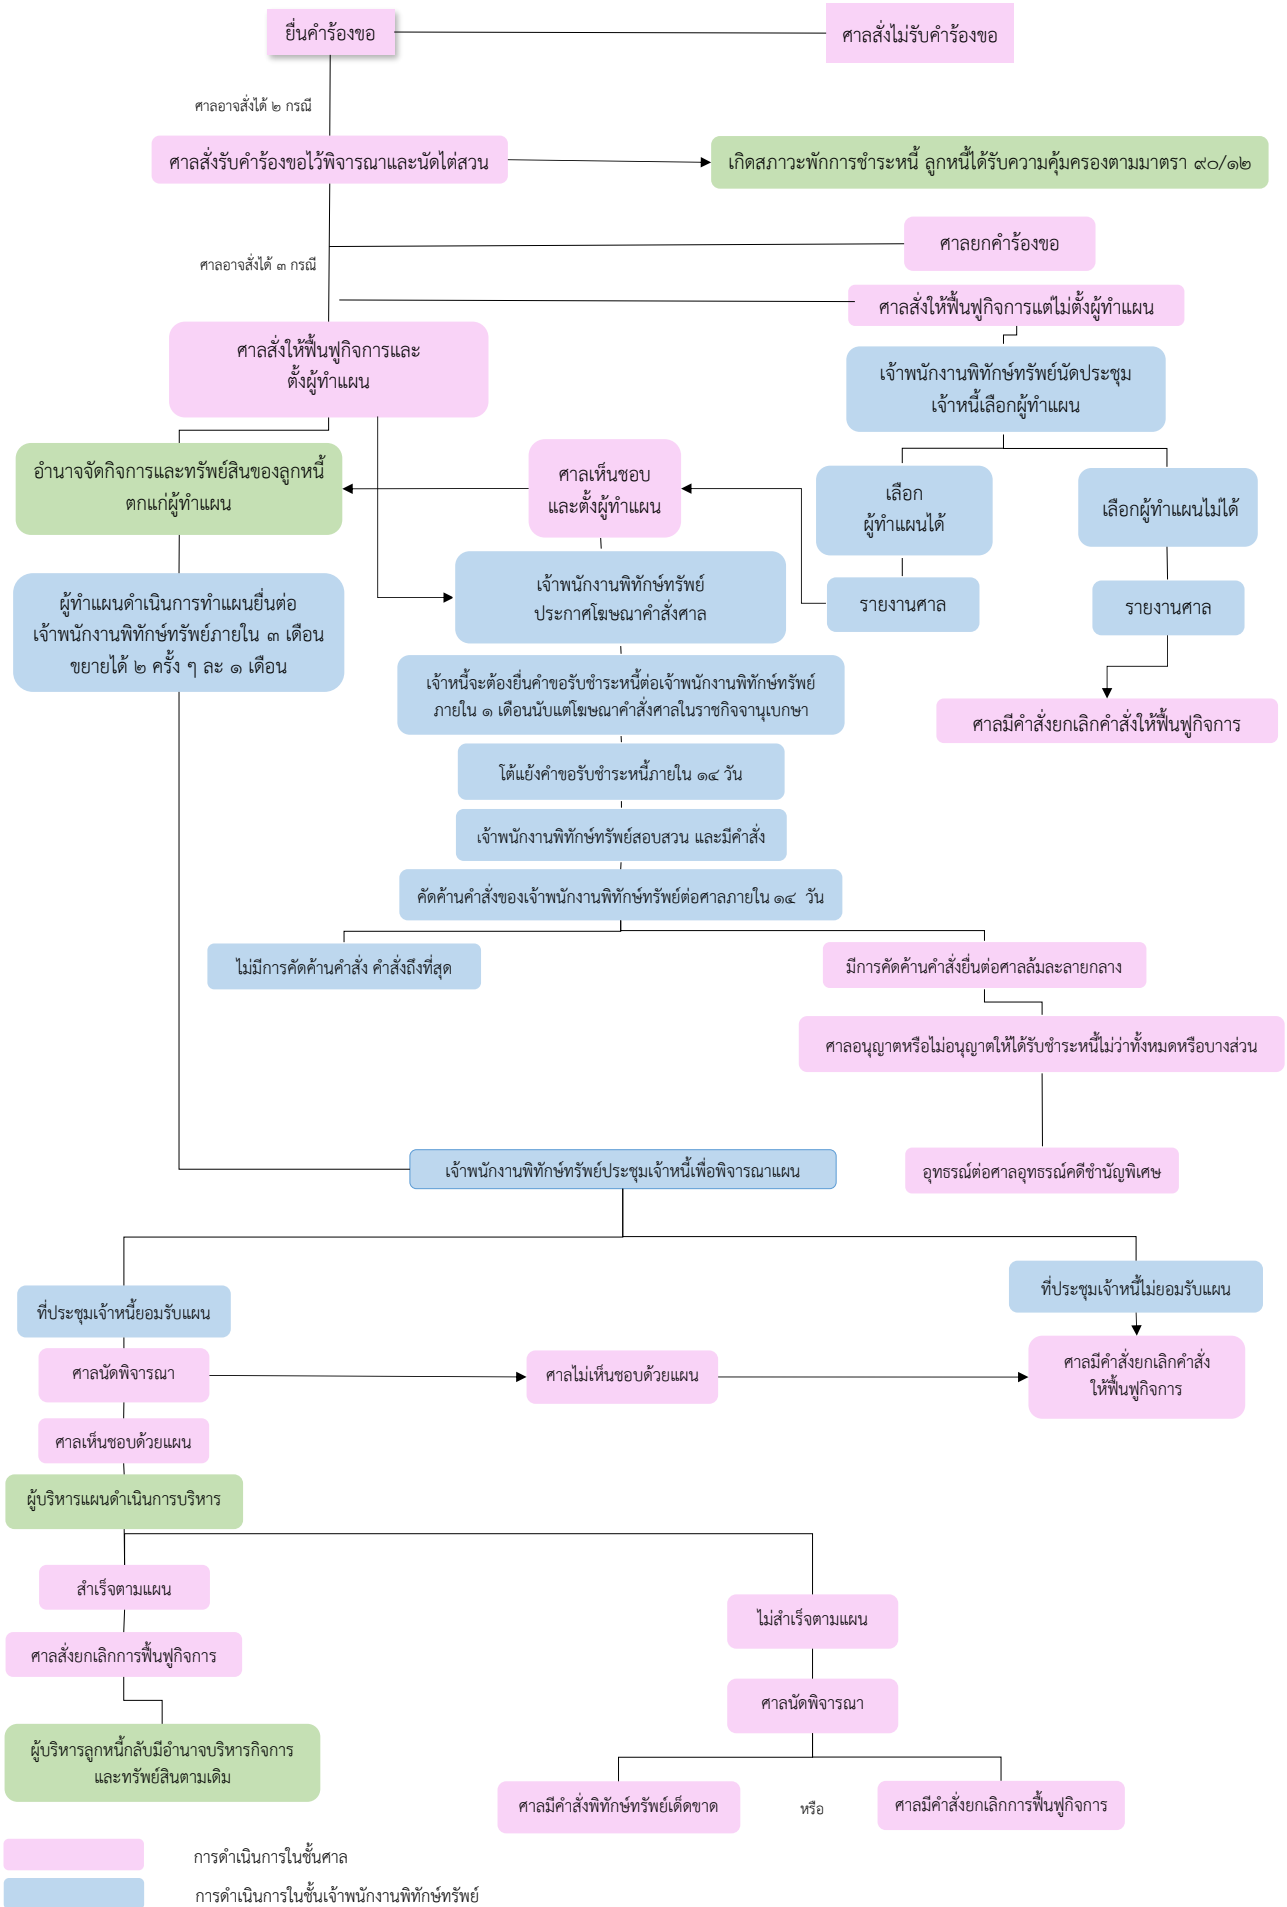 ยื่นคำร้องขอ
ศาลสั่งไม่รับคำร้องขอ
ศาลอาจสั่งได้ ๒ กรณี
ศาลสั่งรับคำร้องขอไว้พิจารณาและนัดไต่สวน
เกิดสภาวะพักการชำระหนี้ ลูกหนี้ได้รับความคุ้มครองตามมาตรา ๙๐/๑๒
ศาลยกคำร้องขอ
ศาลอาจสั่งได้ ๓ กรณี
ศาลสั่งให้ฟื้นฟูกิจการแต่ไม่ตั้งผู้ทำแผน
ศาลสั่งให้ฟื้นฟูกิจการและ
ตั้งผู้ทำแผน
เจ้าพนักงานพิทักษ์ทรัพย์นัดประชุม
เจ้าหนี้เลือกผู้ทำแผน
อำนาจจัดกิจการและทรัพย์สินของลูกหนี้
ตกแก่ผู้ทำแผน
ศาลเห็นชอบ
และตั้งผู้ทำแผน
เลือก
ผู้ทำแผนได้
เลือกผู้ทำแผนไม่ได้
ผู้ทำแผนดำเนินการทำแผนยื่นต่อ
เจ้าพนักงานพิทักษ์ทรัพย์ภายใน ๓ เดือน
ขยายได้ ๒ ครั้ง ๆ ละ ๑ เดือน
เจ้าพนักงานพิทักษ์ทรัพย์
ประกาศโฆษณาคำสั่งศาล
รายงานศาล
รายงานศาล
เจ้าหนี้จะต้องยื่นคำขอรับชำระหนี้ต่อเจ้าพนักงานพิทักษ์ทรัพย์
ภายใน ๑ เดือนนับแต่โฆษณาคำสั่งศาลในราชกิจจานุเบกษา
ศาลมีคำสั่งยกเลิกคำสั่งให้ฟื้นฟูกิจการ
โต้แย้งคำขอรับชำระหนี้ภายใน ๑๔ วัน
เจ้าพนักงานพิทักษ์ทรัพย์สอบสวน และมีคำสั่ง
คัดค้านคำสั่งของเจ้าพนักงานพิทักษ์ทรัพย์ต่อศาลภายใน ๑๔ วัน
ไม่มีการคัดค้านคำสั่ง คำสั่งถึงที่สุด
มีการคัดค้านคำสั่งยื่นต่อศาลล้มละลายกลาง
ศาลอนุญาตหรือไม่อนุญาตให้ได้รับชำระหนี้ไม่ว่าทั้งหมดหรือบางส่วน
เจ้าพนักงานพิทักษ์ทรัพย์ประชุมเจ้าหนี้เพื่อพิจารณาแผน
อุทธรณ์ต่อศาลอุทธรณ์คดีชำนัญพิเศษ
ที่ประชุมเจ้าหนี้ยอมรับแผน
ที่ประชุมเจ้าหนี้ไม่ยอมรับแผน
ศาลนัดพิจารณา
ศาลไม่เห็นชอบด้วยแผน
ศาลมีคำสั่งยกเลิกคำสั่ง
ให้ฟื้นฟูกิจการ
ศาลเห็นชอบด้วยแผน
ผู้บริหารแผนดำเนินการบริหาร
สำเร็จตามแผน
ไม่สำเร็จตามแผน
ศาลสั่งยกเลิกการฟื้นฟูกิจการ
ศาลนัดพิจารณา
ผู้บริหารลูกหนี้กลับมีอำนาจบริหารกิจการ
และทรัพย์สินตามเดิม
ศาลมีคำสั่งพิทักษ์ทรัพย์เด็ดขาด
หรือ
ศาลมีคำสั่งยกเลิกการฟื้นฟูกิจการ
การดำเนินการในชั้นศาล
การดำเนินการในชั้นเจ้าพนักงานพิทักษ์ทรัพย์